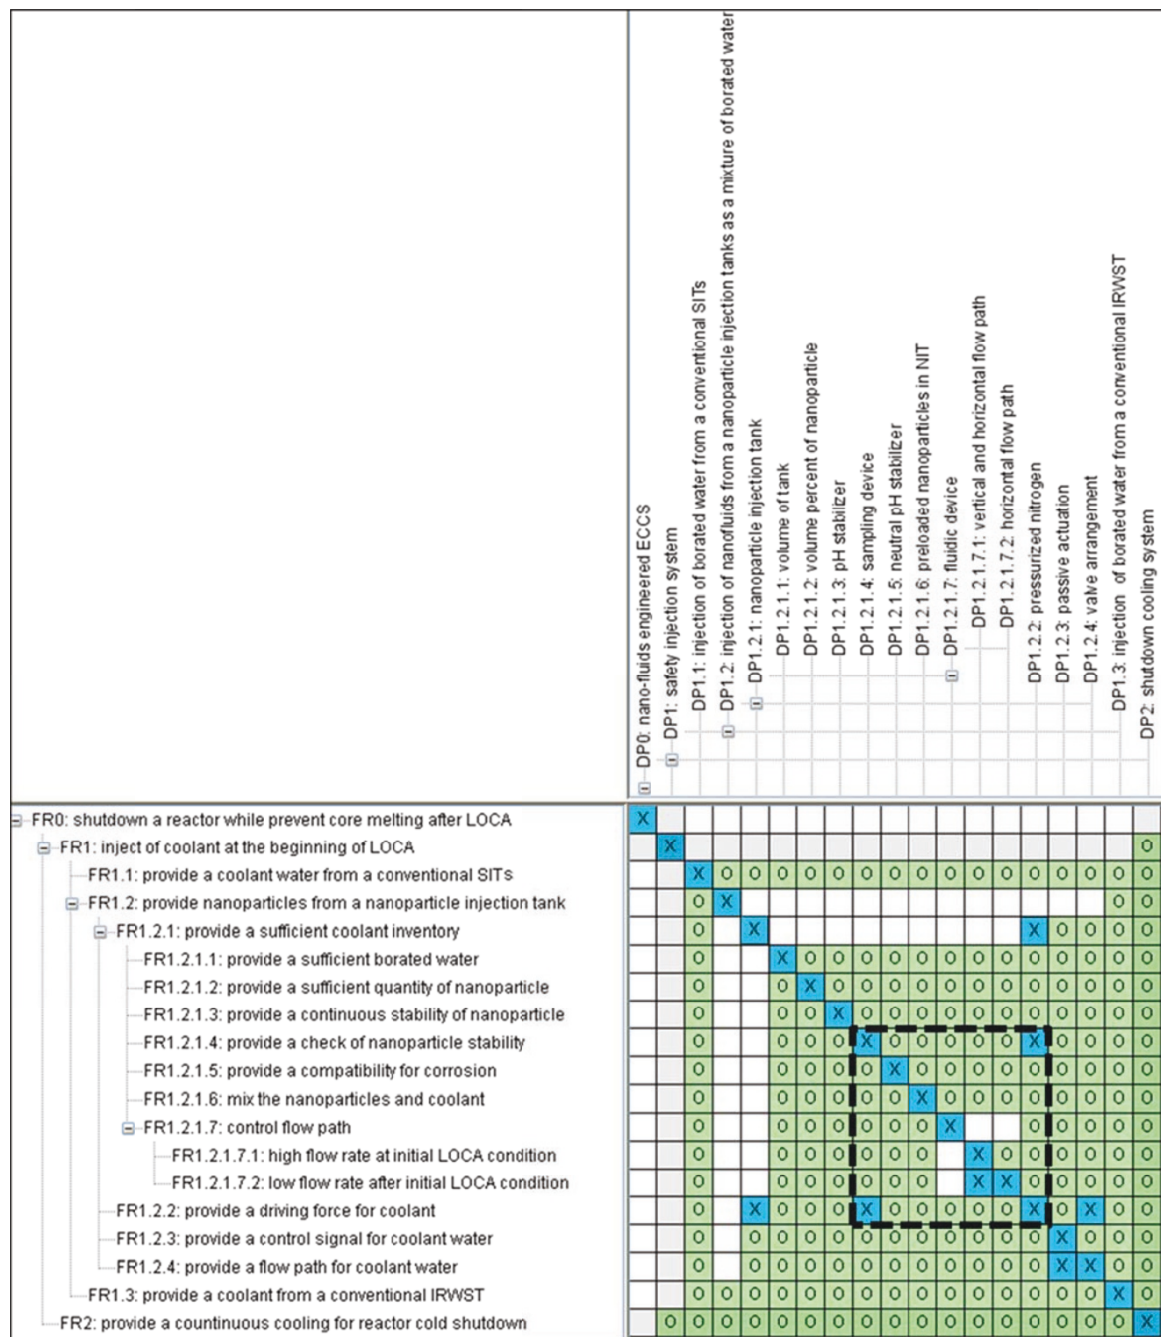 DP0: nano-fluids engineered ECCS
DP1: safety injection system
DP1.1: injection of borated water from a conventional SITs
DP1.2: injection of nanofluids from a nanoparticle injection tanks as a mixture of borated water
DP1.2.1: nanoparticle injection tank
DP1.2.1.1: volume of tank
DP1.2.1.2: volume percent of nanoparticle
DP1.2.1.3: pH stabilizer
DP1.2.1.4: sampling device
DP1.2.1.5: neutral pH stabilizer
DP1.2.1.6: preloaded nanoparticles in NIT
DP1.2.1.7: fluidic device
DP1.2.1.7.1: vertical and horizontal flow path
DP1.2.1.7.2: horizontal flow path
DP1.2.2: pressurized nitrogen
DP1.2.3: passive actuation
DP1.2.4: valve arrangement
DP1.3: injection of borated water from a conventional IRWST
DP2: shutdown cooling system
FR0: shutdown a reactor while prevent core melting after LOCA X
FR1: inject of coolant at the beginning of LOCA X O
FR1.1: provide a coolant water from a conventional SITs X O O O O O O O O O O O O O O O O
FR1.2: provide nanoparticles from a nanoparticle injection tank O X O O
FR1.2.1: provide a sufficient coolant inventory O X X O O O O
FR1.2.1.1: provide a sufficient borated water O X O O O O O O O O O O O O O
FR1.2.1.2: provide a sufficient quantity of nanoparticle O O X O O O O O O O O O O O O
FR1.2.1.3: provide a continuous stability of nanoparticle O O O X O O O O O O O O O O O
FR1.2.1.4: provide a check of nanoparticle stability O O O O X O O O O O X O O O O
FR1.2.1.5: provide a compatibility for corrosion O O O O O X O O O O O O O O O
FR1.2.1.6: mix the nanoparticles and coolant O O O O O O X O O O O O O O O
FR1.2.1.7: control flow path O O O O O O O X O O O O O
FR1.2.1.7.1: high flow rate at initial LOCA condition O O O O O O O X O O O O O O
FR1.2.1.7.2: low flow rate after initial LOCA condition O O O O O O O X X O O O O O
FR1.2.2: provide a driving force for coolant O X O O O X O O O O O X O X O O
FR1.2.3: provide a control signal for coolant water O O O O O O O O O O O O X O O O
FR1.2.4: provide a flow path for coolant water O O O O O O O O O O O O X X O O
FR1.3: provide a coolant from a conventional IRWST O O O O O O O O O O O O O O O X O
FR2: provide a countinuous cooling for reactor cold shutdown O O O O O O O O O O O O O O O O O X